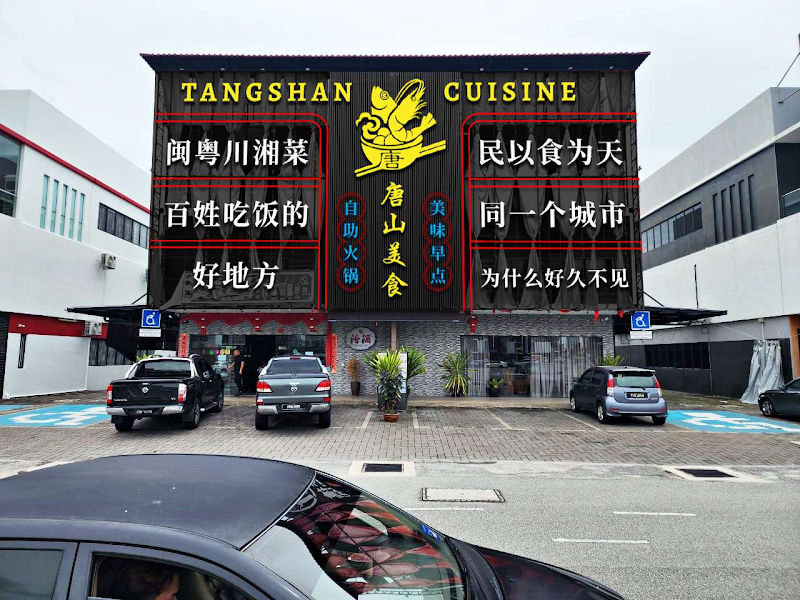 TANGSHAN CUISINE
唐
闽粤川湘菜
百姓吃饭的
好地方
自助火锅
唐山美食
美味早点
民以食为天
同一个城市
为什么好久不见
汾酒